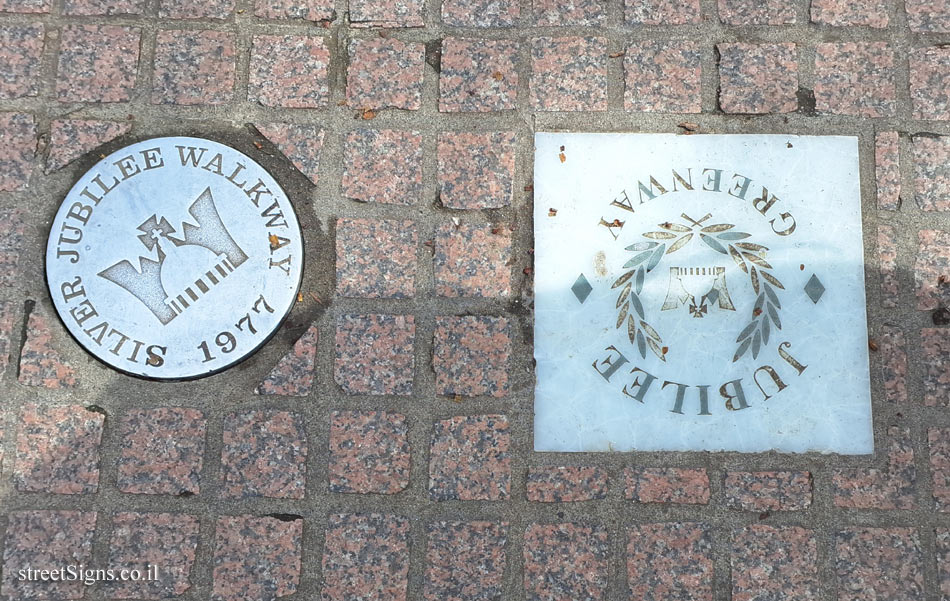 SILVER JUBILEE WALKWAY
1977
JUBILEE
GREENWAY
streetSigns.co.il